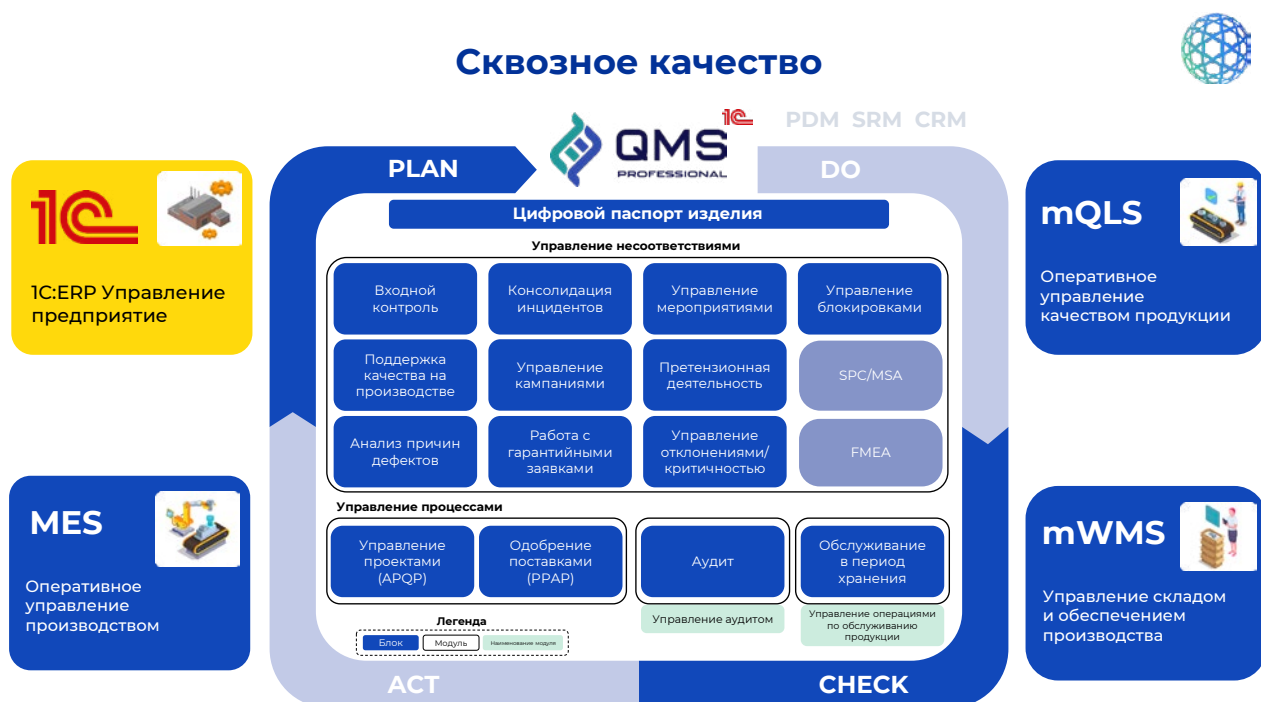 Сквозное качество
1С
QMS
PROFESSIONAL
PDM SRM CRM
PLAN
DO
1С
1С:ERP Управление
предприятие
MES
Оперативное
управление
производством
Цифровой паспорт изделия
Управление несоответствиями
Входной
контроль
Консолидация
инцидентов
Управление
мероприятиями
Управление
блокировками
Поддержка
качества на
производстве
Управление
кампаниями
Претензионная
деятельность
SPC/MSA
Анализ причин
дефектов
Работа с
гарантийными
заявками
Управление
отклонениями/
критичностью
FMEA
Управление процессами
Управление
проектами
(APQP)
Одобрение
поставками
(PPAP)
Аудит
Обслуживание
в период
хранения
Управление аудитом
Управление операциями
по обслуживанию
продукции
Легенда
Блок
Модуль
Наименование модуля
ACT
CHECK
mQLS
Оперативное
управление
качеством продукции
mWMS
Управление складом
и обеспечением
производства